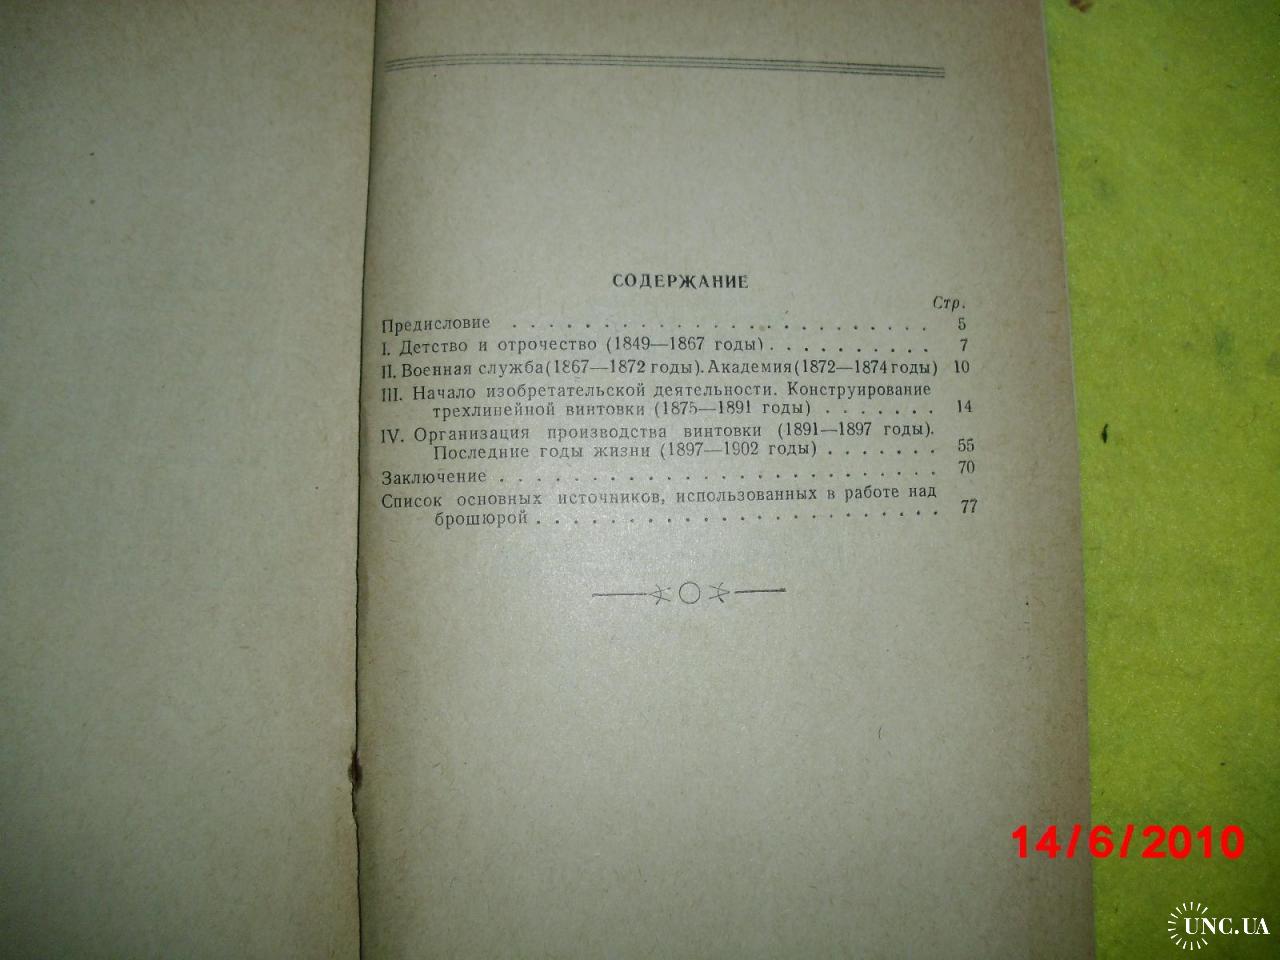 СОДЕРЖАНИЕ
Стр.
Предисловие . . . . . . . . . . . . . . . . . . . . . . . 5
I. Детство и отрочество (1849—1867 годы) . . . . . . . . . . 7
II. Военная служба (1867—1872 годы). Академия (1872—1874 годы) 10
III. Начало изобретательской деятельности. Конструирование
трехлинейной винтовки (1875—1891 годы) . . . . . . . 14
IV. Организация производства винтовки (1891—1897 годы).
Последние годы жизни (1897—1902 годы) . . . . . . . 55
Заключение . . . . . . . . . . . . . . . . . . . . . . . . 70
Список основных источников, использованных в работе над
брошюрой . . . . . . . . . . . . . . . . . . . . . . 77
14/6/2010
UNC.UA